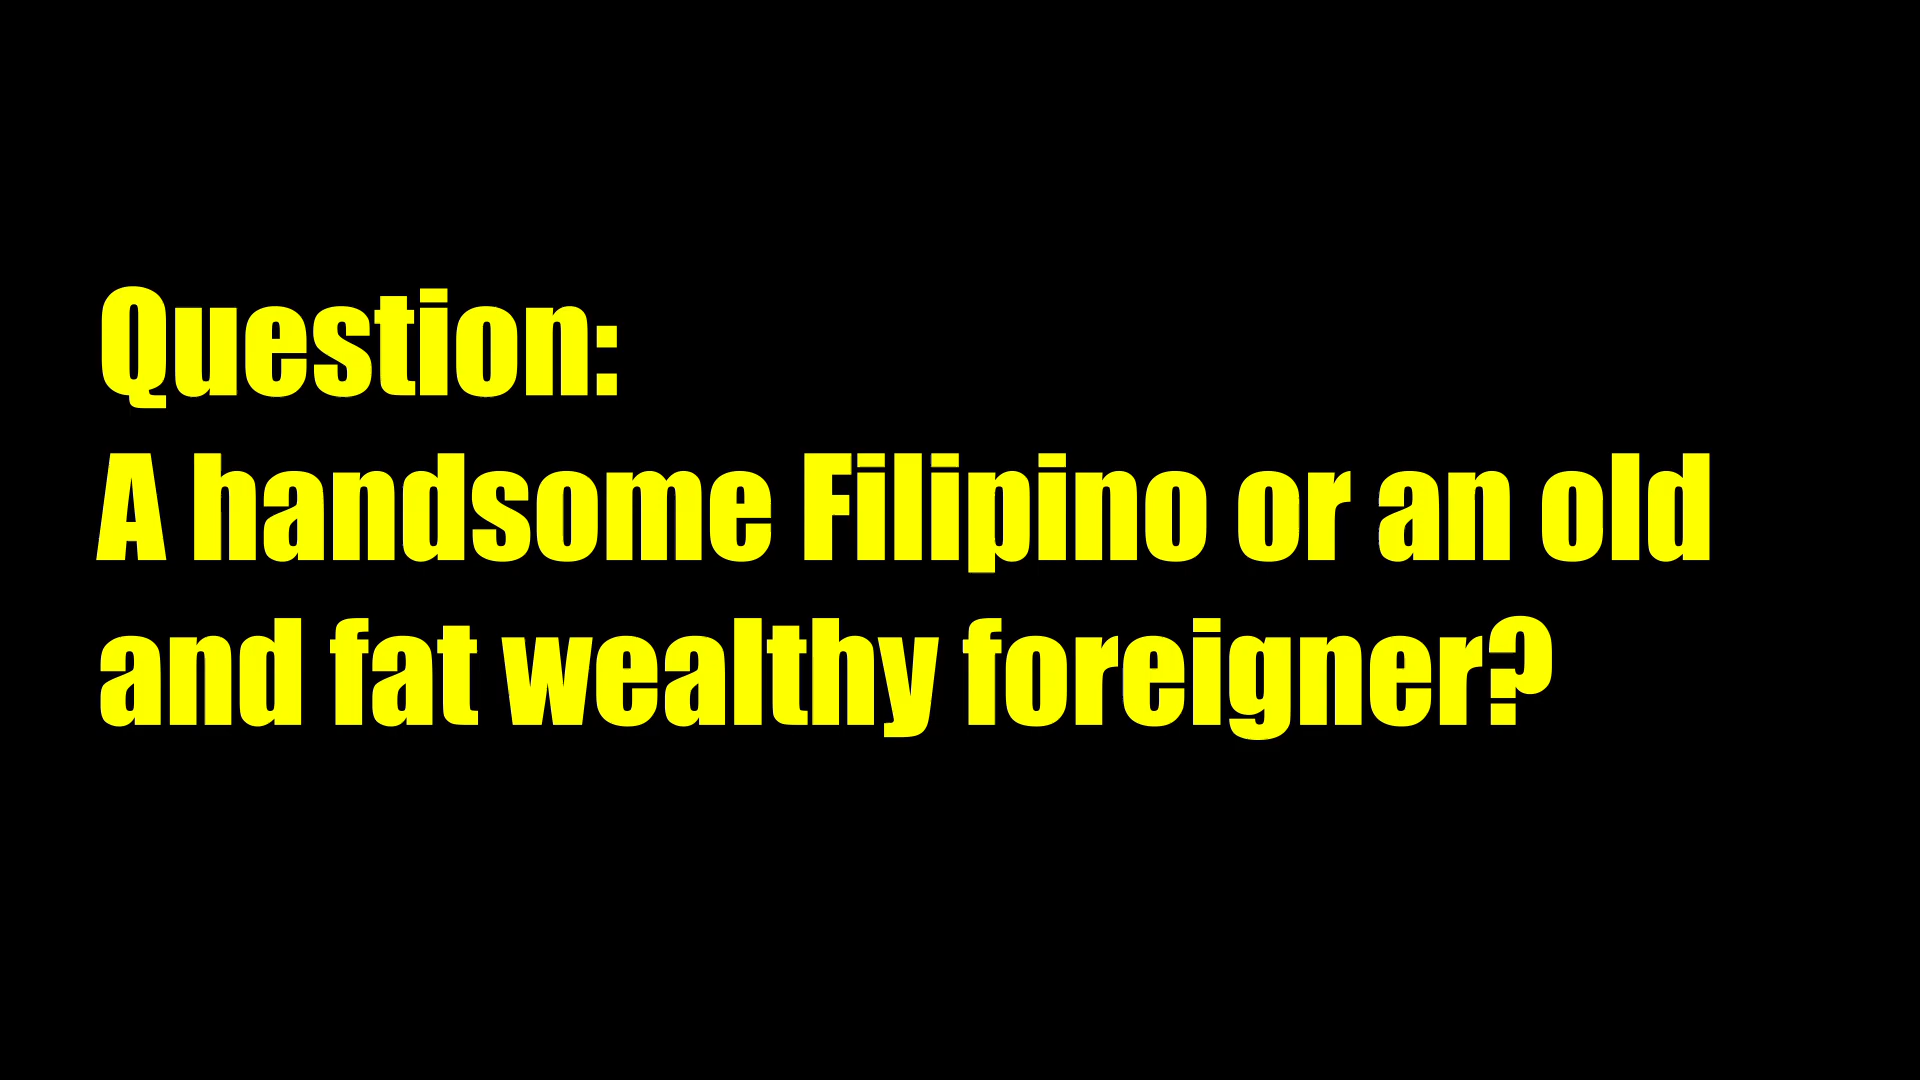 Question:
A handsome Filipino or an old
and fat wealthy foreigner?